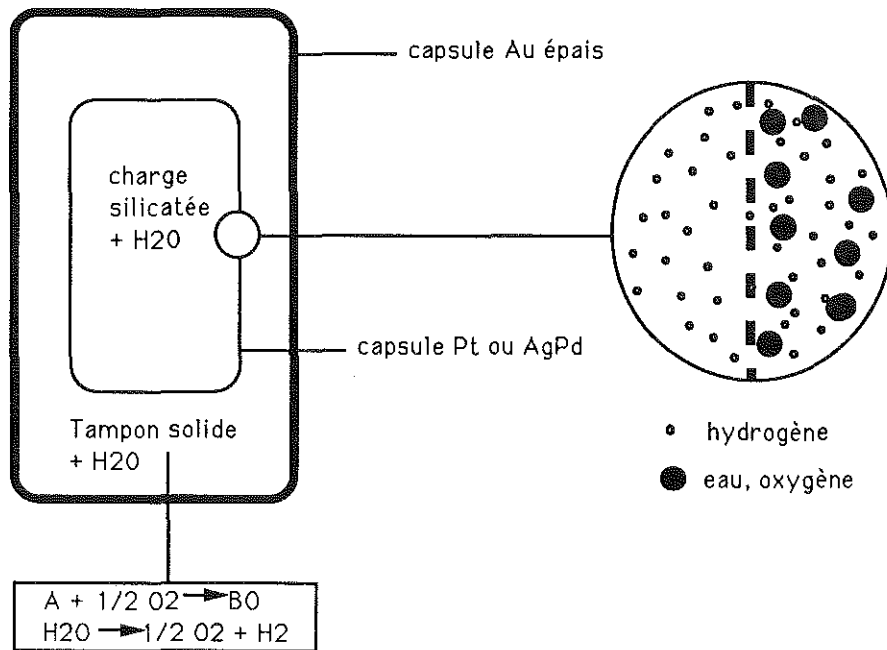 capsule Au épais
charge
silicatée
+ H2O
capsule Pt ou AgPd
Tampon solide
+ H2O
hydrogène
eau, oxygène
A + 1/2 O2 → BO
H2O → 1/2 O2 + H2